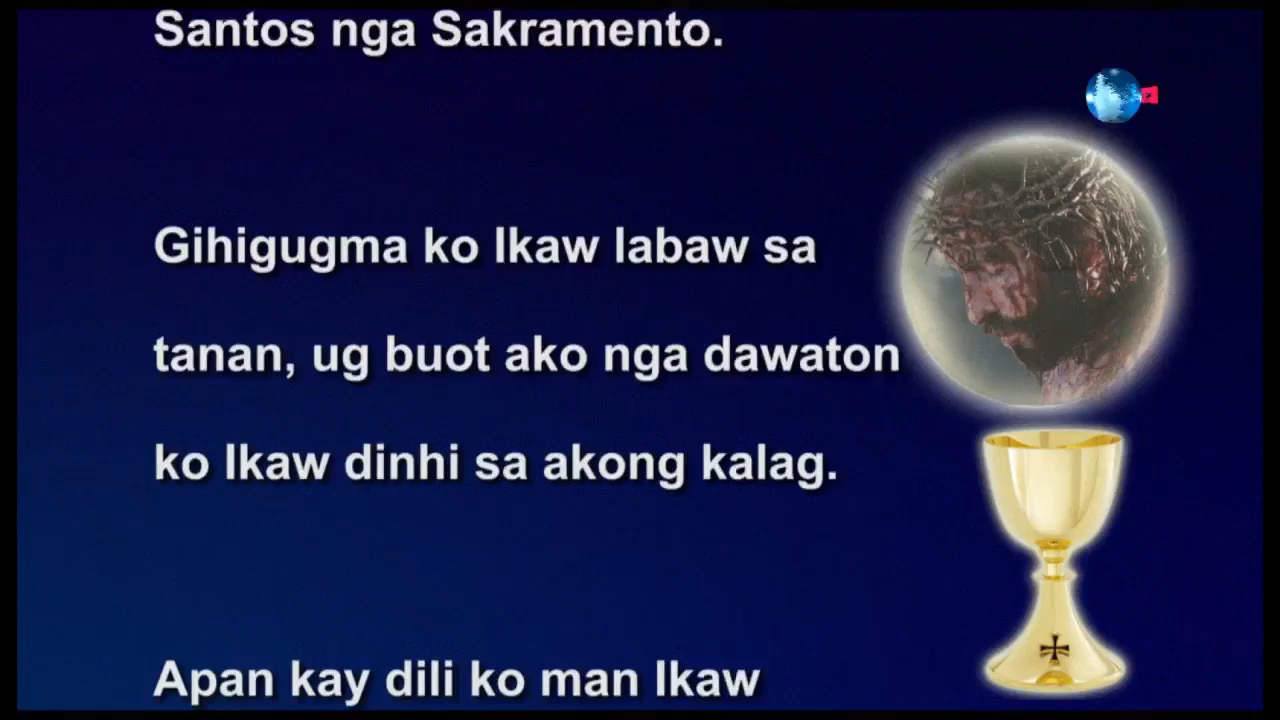 Santos nga Sakramento.
Gihigugma ko Ikaw labaw sa
tanan, ug buot ako nga dawaton
ko Ikaw dinhi sa akong kalag.
Apan kay dili ko man Ikaw